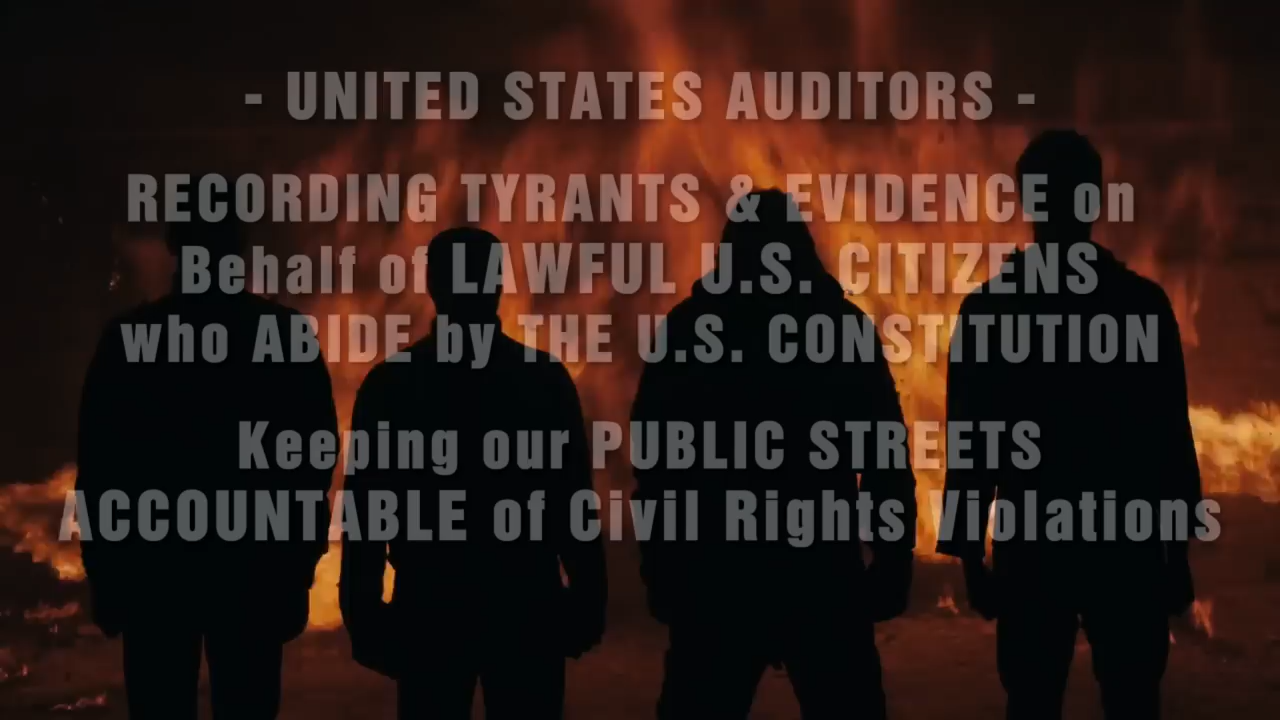 - UNITED STATES AUDITORS -
RECORDING TYRANTS & EVIDENCE on
Behalf of LAWFUL U.S. CITIZENS
who ABIDE by THE U.S. CONSTITUTION
Keeping our PUBLIC STREETS
ACCOUNTABLE of Civil Rights Violations